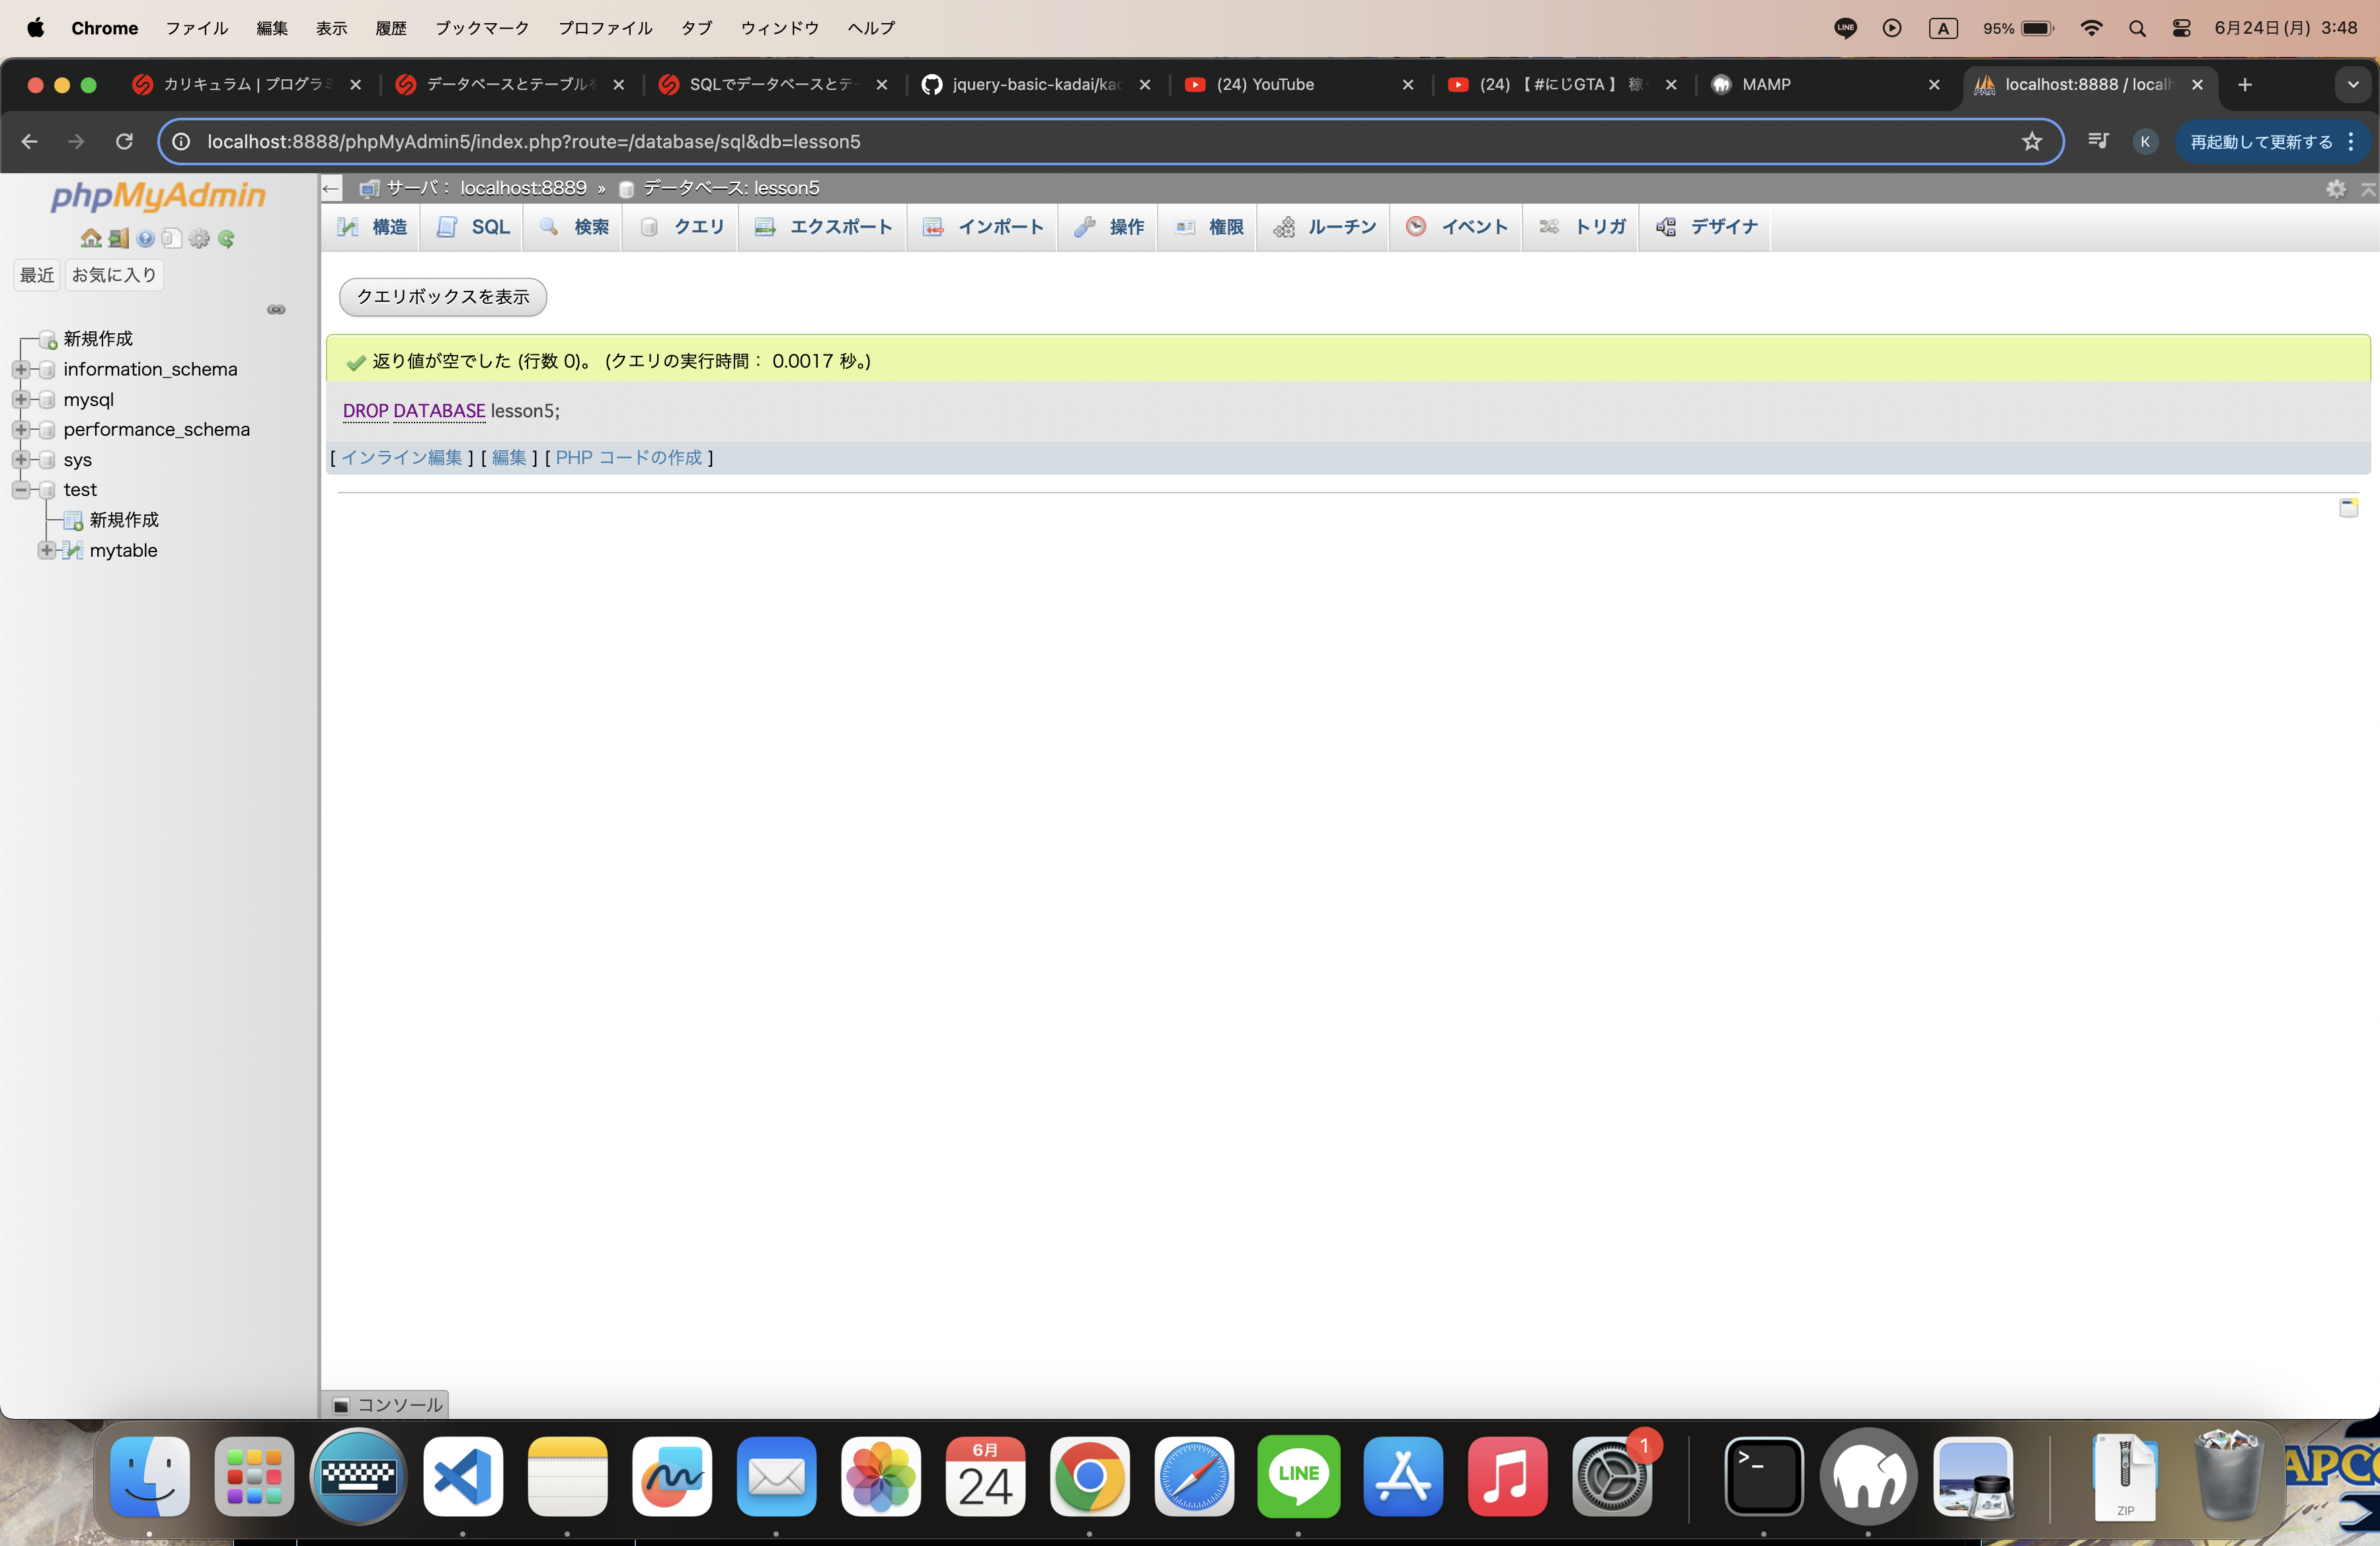 Chrome ファイル 編集 表示 履歴 ブックマーク プロファイル タブ ウィンドウ ヘルプ LINE A 95% 6月24日(月) 3:48
カリキュラム | プログラミ データベースとテーブルを SQLでデータベースとテー jquery-basic-kadai/kad (24) YouTube (24) 【 #にじGTA 】 稼 MAMP localhost:8888 / localh
localhost:8888/phpMyAdmin5/index.php?route=/database/sql&db=lesson5 K 再起動して更新する
phpMyAdmin
最近 お気に入り
新規作成
information_schema
mysql
performance_schema
sys
test
新規作成
mytable
サーバ： localhost:8889 » データベース: lesson5
構造 SQL 検索 クエリ エクスポート インポート 操作 権限 ルーチン イベント トリガ デザイナ
クエリボックスを表示
返り値が空でした (行数 0)。 (クエリの実行時間： 0.0017 秒。)
DROP DATABASE lesson5;
[ インライン編集 ] [ 編集 ] [ PHP コードの作成 ]
コンソール
6月
24
LINE
1
>_
ZIP
APC